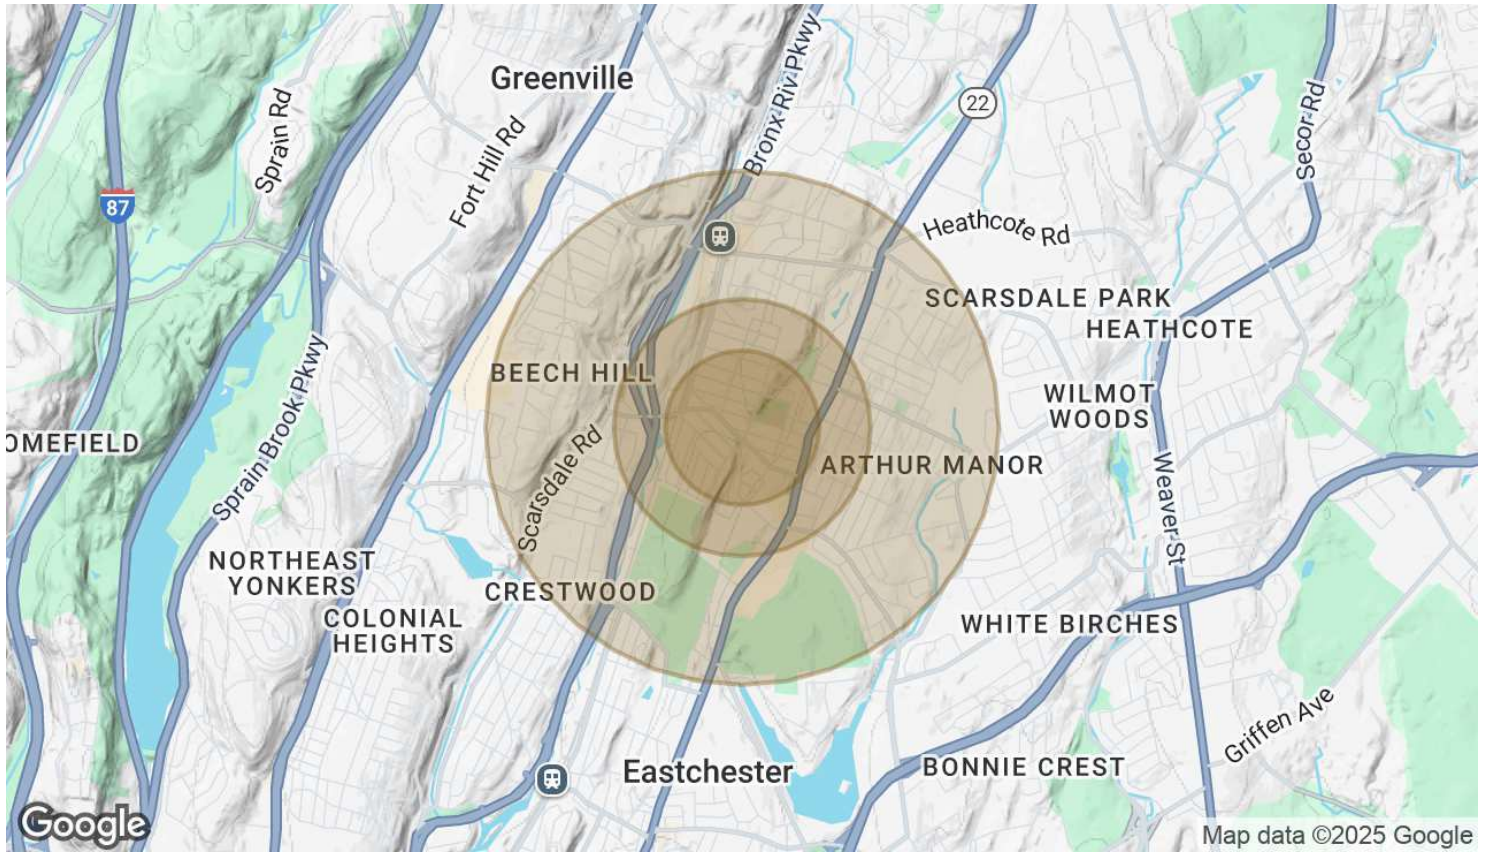 Greenville
Bronx Riv Pkwy
22
Secor Rd
Sprain Rd
Fort Hill Rd
87
Heathcote Rd
SCARSDALE PARK
HEATHCOTE
BEECH HILL
WILMOT
WOODS
Sprain Brook Pkwy
OMEFIELD
Scarsdale Rd
ARTHUR MANOR
Weaver St
NORTHEAST
YONKERS
CRESTWOOD
COLONIAL
HEIGHTS
WHITE BIRCHES
Griffen Ave
Eastchester
BONNIE CREST
Google
Map data ©2025 Google